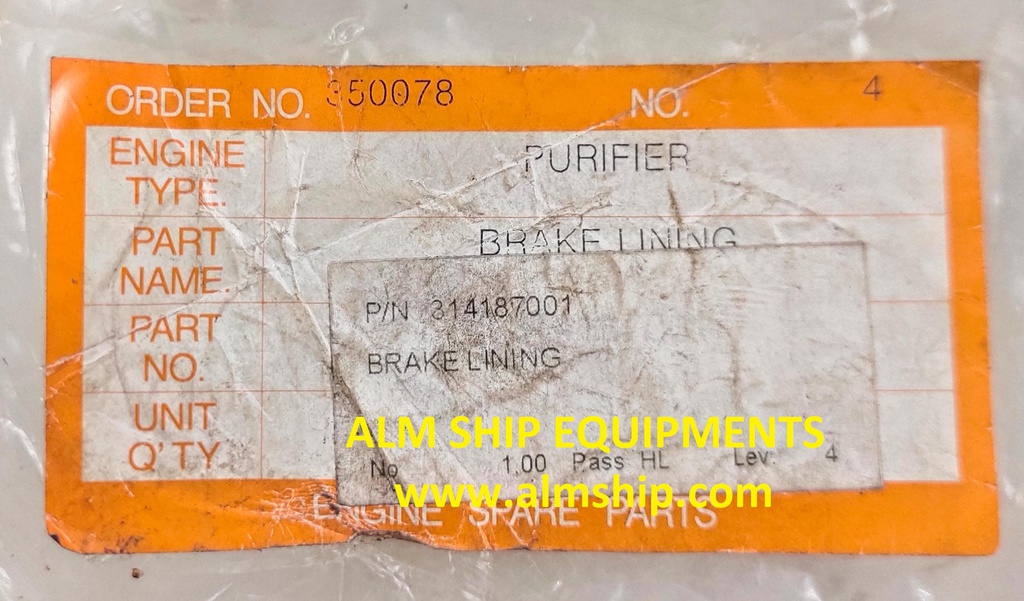 ORDER NO. 350078 NO. 4
ENGINE TYPE. PURIFIER
PART NAME. BRAKE LINING
PART NO.
P/N 314187001
BRAKE LINING
UNIT Q'TY
ALM SHIP EQUIPMENTS
No 1.00 Pass HL Lev. 4
www.almship.com
ENGINE SPARE PARTS